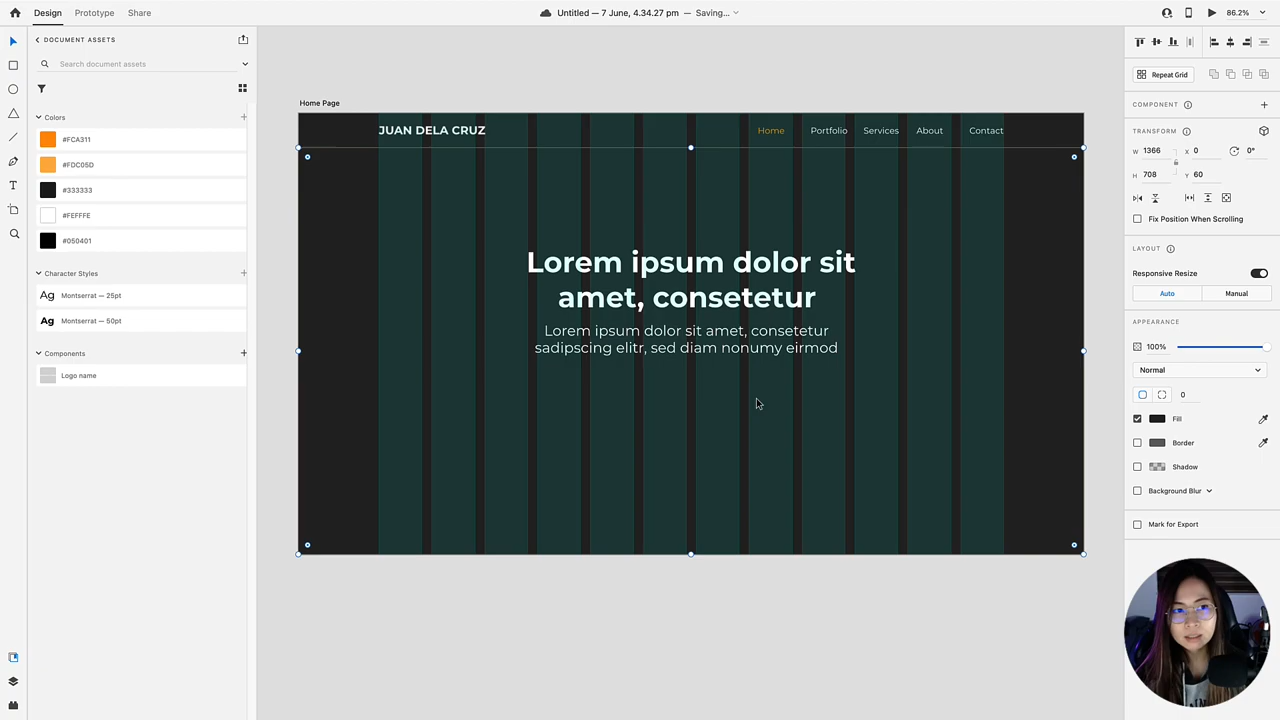 Design Prototype Share
Untitled — 7 June, 4.34.27 pm — Saving...
86.2%
DOCUMENT ASSETS
Search document assets
Colors
#FCA311
#FDC05D
#333333
#FEFFFE
#050401
Character Styles
Ag Montserrat — 25pt
Ag Montserrat — 50pt
Components
Logo name
Home Page
JUAN DELA CRUZ
Home Portfolio Services About Contact
Lorem ipsum dolor sit
amet, consetetur
Lorem ipsum dolor sit amet, consetetur
sadipscing elitr, sed diam nonumy eirmod
Repeat Grid
COMPONENT
TRANSFORM
W 1366 X 0 0°
H 708 Y 60
Fix Position When Scrolling
LAYOUT
Responsive Resize
Auto Manual
APPEARANCE
100%
Normal
0
Fill
Border
Shadow
Background Blur
Mark for Export